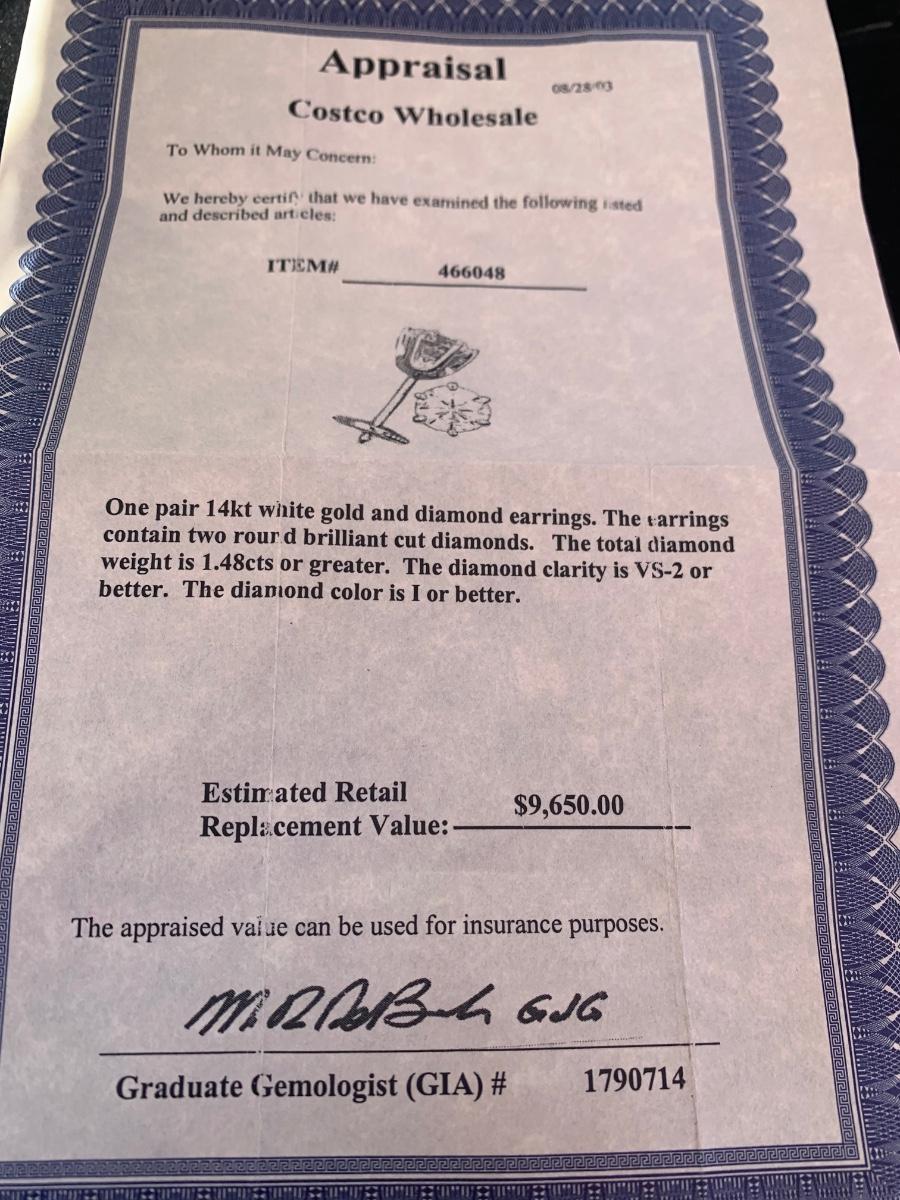 Appraisal
08/28/03
Costco Wholesale
To Whom it May Concern:
We hereby certify that we have examined the following listed
and described articles:
ITEM# 466048
One pair 14kt white gold and diamond earrings. The earrings
contain two round brilliant cut diamonds. The total diamond
weight is 1.48cts or greater. The diamond clarity is VS-2 or
better. The diamond color is I or better.
Estimated Retail
Replacement Value: $9,650.00
The appraised value can be used for insurance purposes.
GJG
Graduate Gemologist (GIA) # 1790714